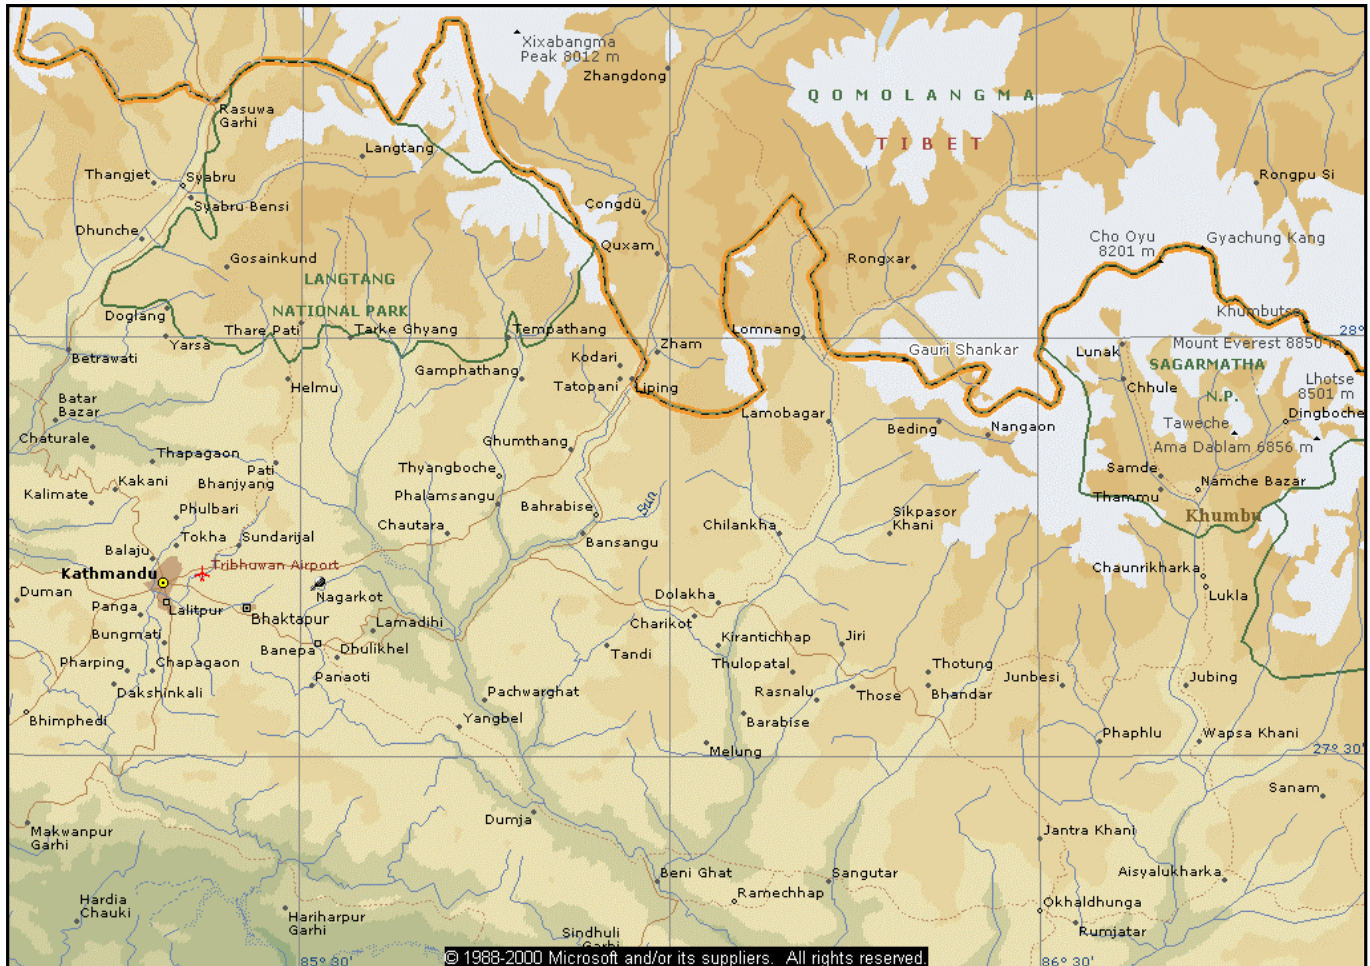 Xixabangma
Peak 8012 m
Zhangdong
QOMOLANGMA
TIBET
Rasuwa
Garhi
Langtang
Thangjet
Syabru
Rongpu Si
Syabru Bensi
Congdü
Dhunche
Quxam
Cho Oyu
8201 m
Gyachung Kang
Gosainkund
Rongxar
LANGTANG
NATIONAL PARK
Doglang
Khumbutse
Thare Pati
Tarke Ghyang
Tempathang
Lomnang
28°
Yarsa
Zham
Gauri Shankar
Mount Everest 8850 m
Betrawati
Kodari
Lunak
SAGARMATHA
N.P.
Gamphathang
Helmu
Tatopani
Liping
Chhule
Lhotse
8501 m
Batar
Bazar
Lamobagar
Dingboche
Beding
Nangaon
Taweche
Chaturale
Ghumthang
Ama Dablam 6856 m
Thapagaon
Pati
Bhanjyang
Thyangboche
Samde
Kakani
Namche Bazar
Kalimate
Phalamsangu
Thammu
Phulbari
Bahrabise
Sun
Sikpasor
Khani
Khumbu
Chautara
Chilankha
Tokha
Sundarijal
Bansangu
Balaju
Tribhuwan Airport
Kathmandu
Chaunrikharka
Duman
Nagarkot
Dolakha
Lukla
Panga
Lalitpur
Bhaktapur
Lamadihi
Charikot
Bungmati
Kirantichhap
Jiri
Banepa
Dhulikhel
Tandi
Pharping
Chapagaon
Thulopatal
Thotung
Panaoti
Junbesi
Jubing
Dakshinkali
Pachwarghat
Rasnalu
Those
Bhandar
Bhimphedi
Yangbel
Barabise
Phaphlu
Wapsa Khani
Melung
27° 30'
Sanam
Dumja
Makwanpur
Garhi
Jantra Khani
Beni Ghat
Sangutar
Aisyalukharka
Ramechhap
Hardia
Chauki
Okhaldhunga
Hariharpur
Garhi
Sindhuli
Garhi
Rumjatar
85° 30'
© 1988-2000 Microsoft and/or its suppliers. All rights reserved.
86° 30'